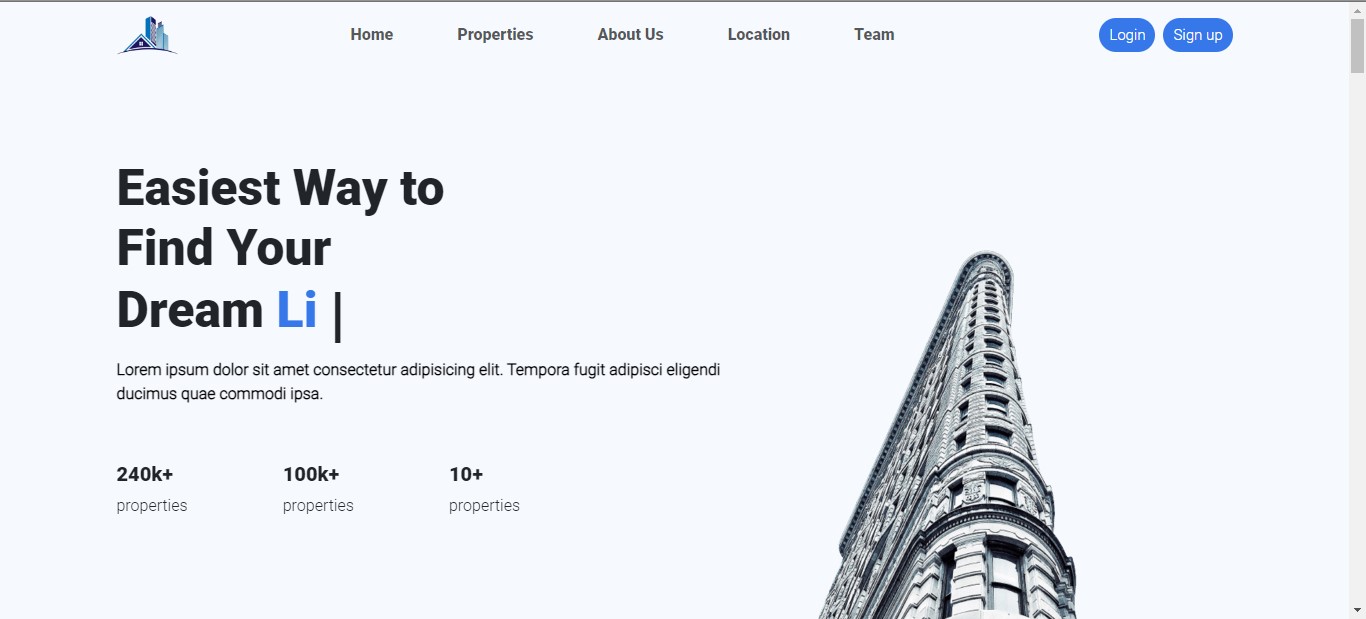 Home Properties About Us Location Team Login Sign up
Easiest Way to
Find Your
Dream Li |
Lorem ipsum dolor sit amet consectetur adipisicing elit. Tempora fugit adipisci eligendi
ducimus quae commodi ipsa.
240k+ 100k+ 10+
properties properties properties